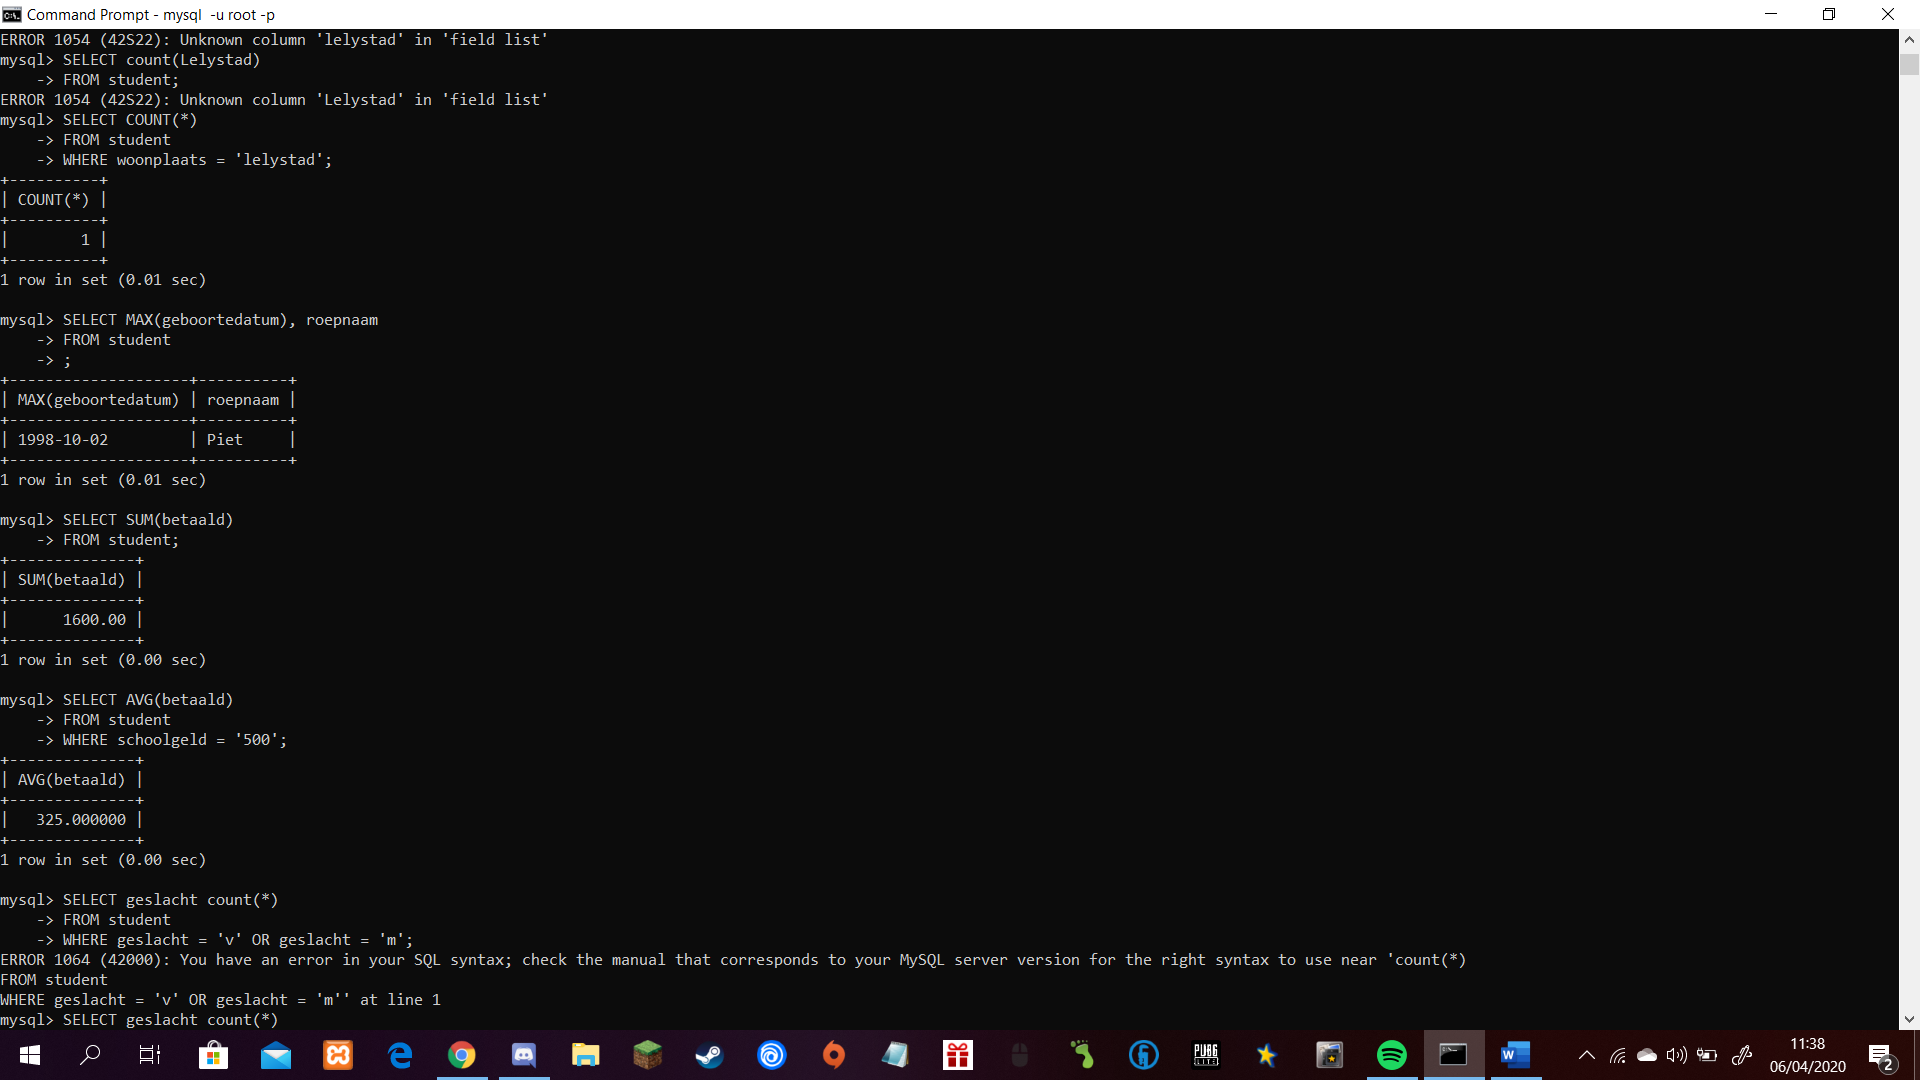 Command Prompt - mysql  -u root -p
ERROR 1054 (42S22): Unknown column 'lelystad' in 'field list'
mysql> SELECT count(Lelystad)
    -> FROM student;
ERROR 1054 (42S22): Unknown column 'Lelystad' in 'field list'
mysql> SELECT COUNT(*)
    -> FROM student
    -> WHERE woonplaats = 'lelystad';
+----------+
| COUNT(*) |
+----------+
|        1 |
+----------+
1 row in set (0.01 sec)
mysql> SELECT MAX(geboortedatum), roepnaam
    -> FROM student
    -> ;
+--------------------+----------+
| MAX(geboortedatum) | roepnaam |
+--------------------+----------+
| 1998-10-02         | Piet     |
+--------------------+----------+
1 row in set (0.01 sec)
mysql> SELECT SUM(betaald)
    -> FROM student;
+--------------+
| SUM(betaald) |
+--------------+
|      1600.00 |
+--------------+
1 row in set (0.00 sec)
mysql> SELECT AVG(betaald)
    -> FROM student
    -> WHERE schoolgeld = '500';
+--------------+
| AVG(betaald) |
+--------------+
|   325.000000 |
+--------------+
1 row in set (0.00 sec)
mysql> SELECT geslacht count(*)
    -> FROM student
    -> WHERE geslacht = 'v' OR geslacht = 'm';
ERROR 1064 (42000): You have an error in your SQL syntax; check the manual that corresponds to your MySQL server version for the right syntax to use near 'count(*)
FROM student
WHERE geslacht = 'v' OR geslacht = 'm'' at line 1
mysql> SELECT geslacht count(*)
PUBG
LITE
W
11:38
06/04/2020
2